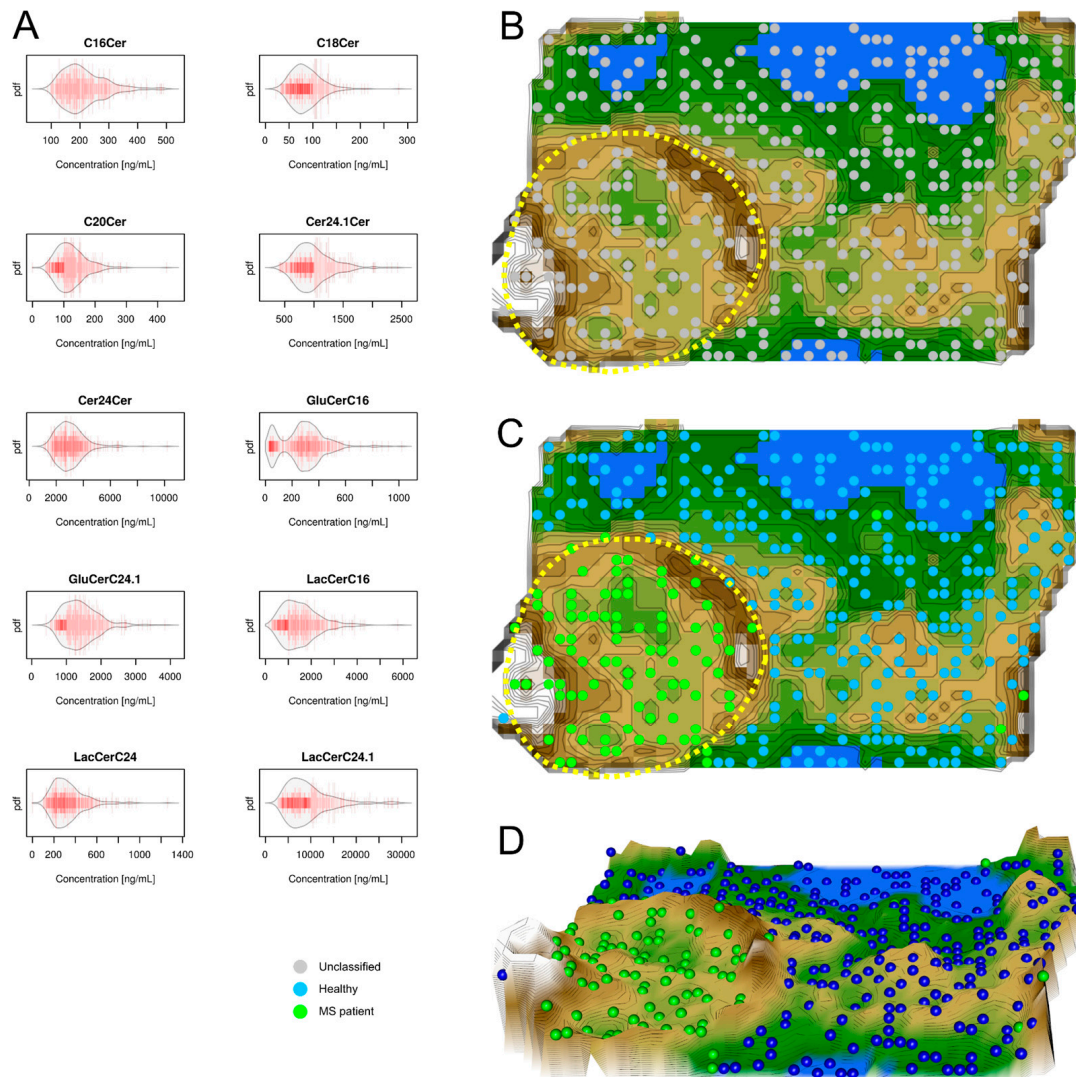 A
B
C16Cer
C18Cer
pdf
pdf
100 200 300 400 500
0 50 100 200 300
Concentration [ng/mL]
Concentration [ng/mL]
C20Cer
Cer24.1Cer
pdf
pdf
0 100 200 400
500 1500 2500
Concentration [ng/mL]
Concentration [ng/mL]
Cer24Cer
GluCerC16
pdf
pdf
2000 6000 10000
0 200 600 1000
Concentration [ng/mL]
Concentration [ng/mL]
C
GluCerC24.1
LacCerC16
pdf
pdf
0 1000 2000 3000 4000
0 2000 4000 6000
Concentration [ng/mL]
Concentration [ng/mL]
LacCerC24
LacCerC24.1
pdf
pdf
0 200 600 1000 1400
0 10000 20000 30000
Concentration [ng/mL]
Concentration [ng/mL]
D
Unclassified
Healthy
MS patient